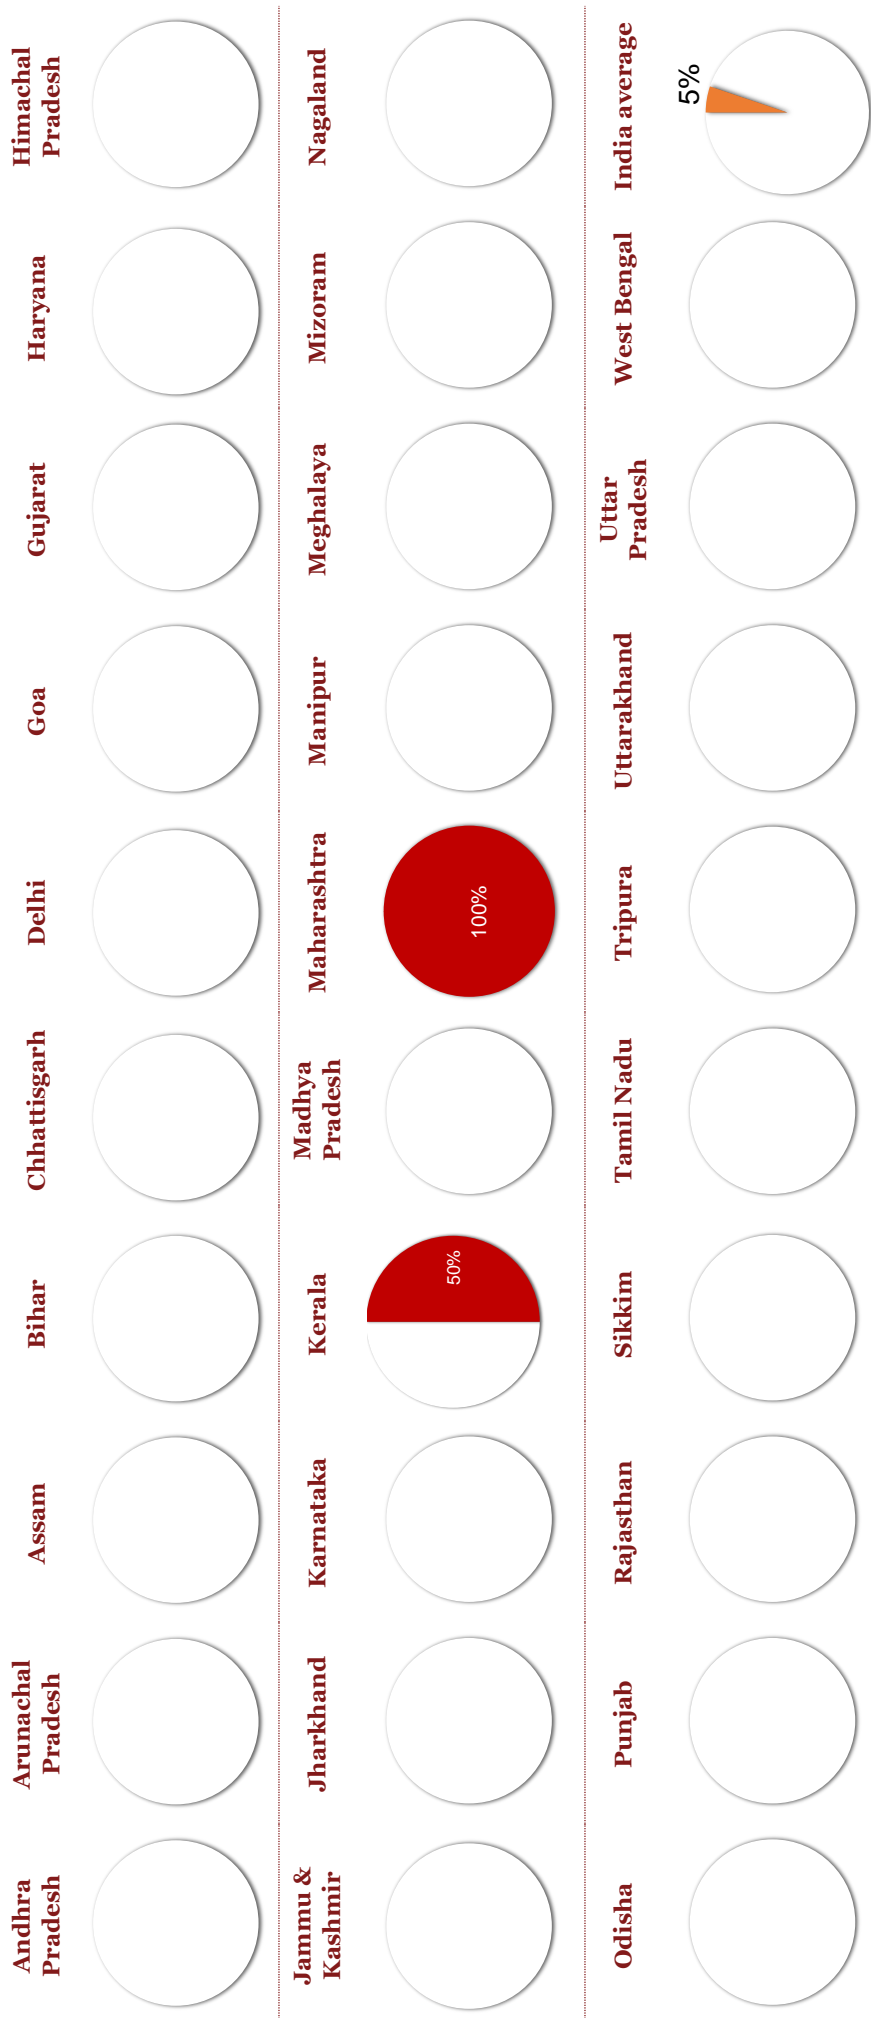 Andhra
Pradesh
Arunachal
Pradesh
Assam
Bihar
Chhattisgarh
Delhi
Goa
Gujarat
Haryana
Himachal
Pradesh
Jammu &
Kashmir
Jharkhand
Karnataka
Kerala
50%
Madhya
Pradesh
Maharashtra
100%
Manipur
Meghalaya
Mizoram
Nagaland
Odisha
Punjab
Rajasthan
Sikkim
Tamil Nadu
Tripura
Uttarakhand
Uttar
Pradesh
West Bengal
India average
5%